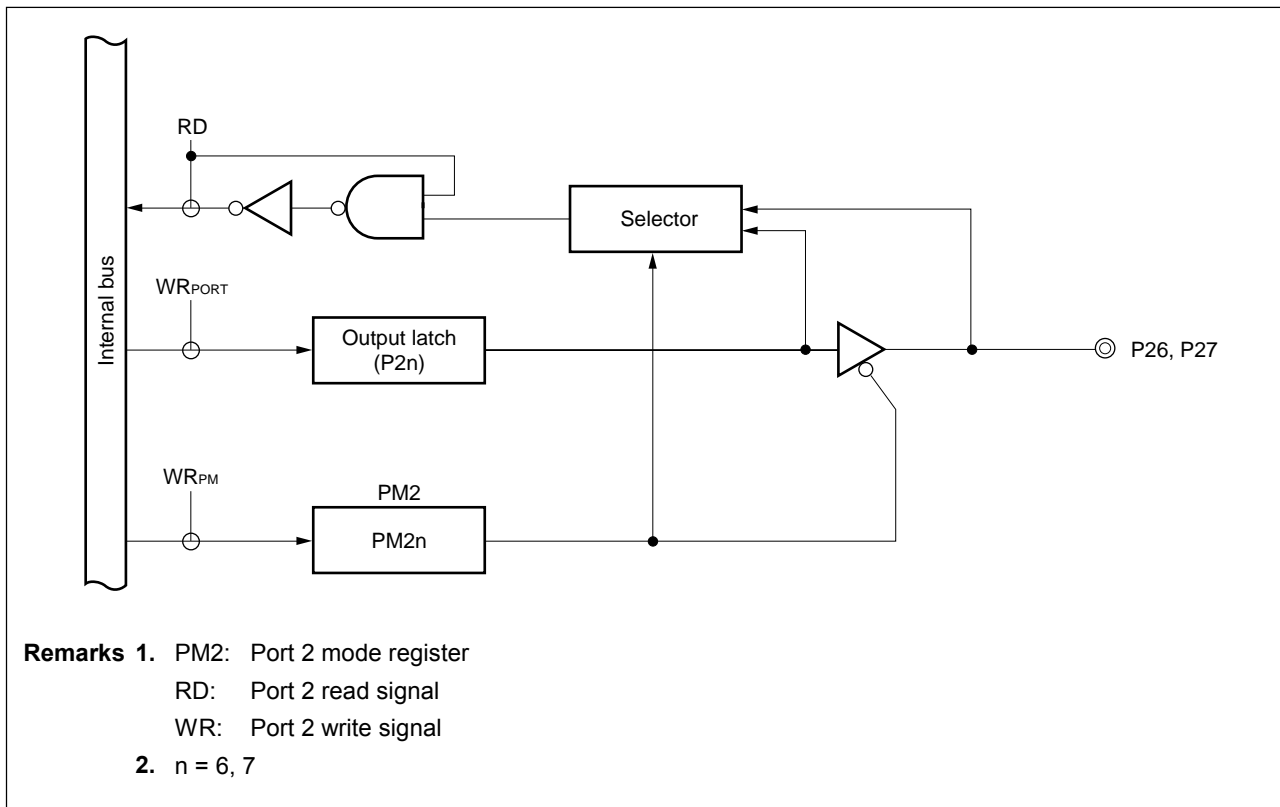 RD
Selector
Internal bus
WRPORT
Output latch
(P2n)
P26, P27
WRPM
PM2
PM2n
Remarks 1. PM2: Port 2 mode register
RD: Port 2 read signal
WR: Port 2 write signal
2. n = 6, 7